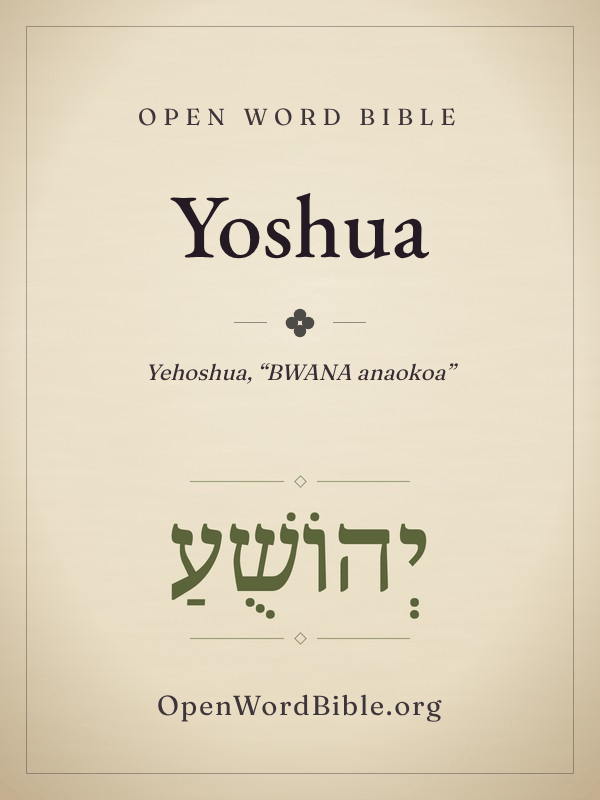 OPEN WORD BIBLE
Yoshua
Yehoshua, “BWANA anaokoa”
יְהוֹשֻׁעַ
OpenWordBible.org